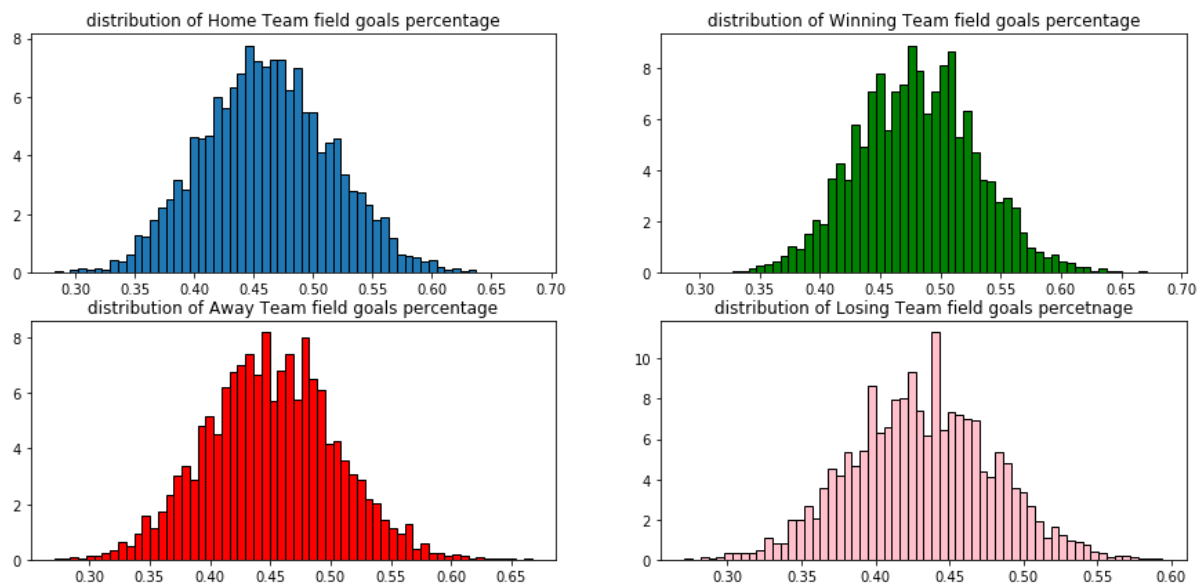 distribution of Home Team field goals percentage
8
6
4
2
0
0.30 0.35 0.40 0.45 0.50 0.55 0.60 0.65 0.70
distribution of Winning Team field goals percentage
8
6
4
2
0
0.30 0.40 0.45 0.50 0.55 0.60 0.65 0.70
distribution of Away Team field goals percentage
8
6
4
2
0
0.30 0.35 0.40 0.45 0.50 0.55 0.60 0.65
distribution of Losing Team field goals percetnage
10
8
6
4
2
0
0.30 0.35 0.40 0.45 0.50 0.55 0.60